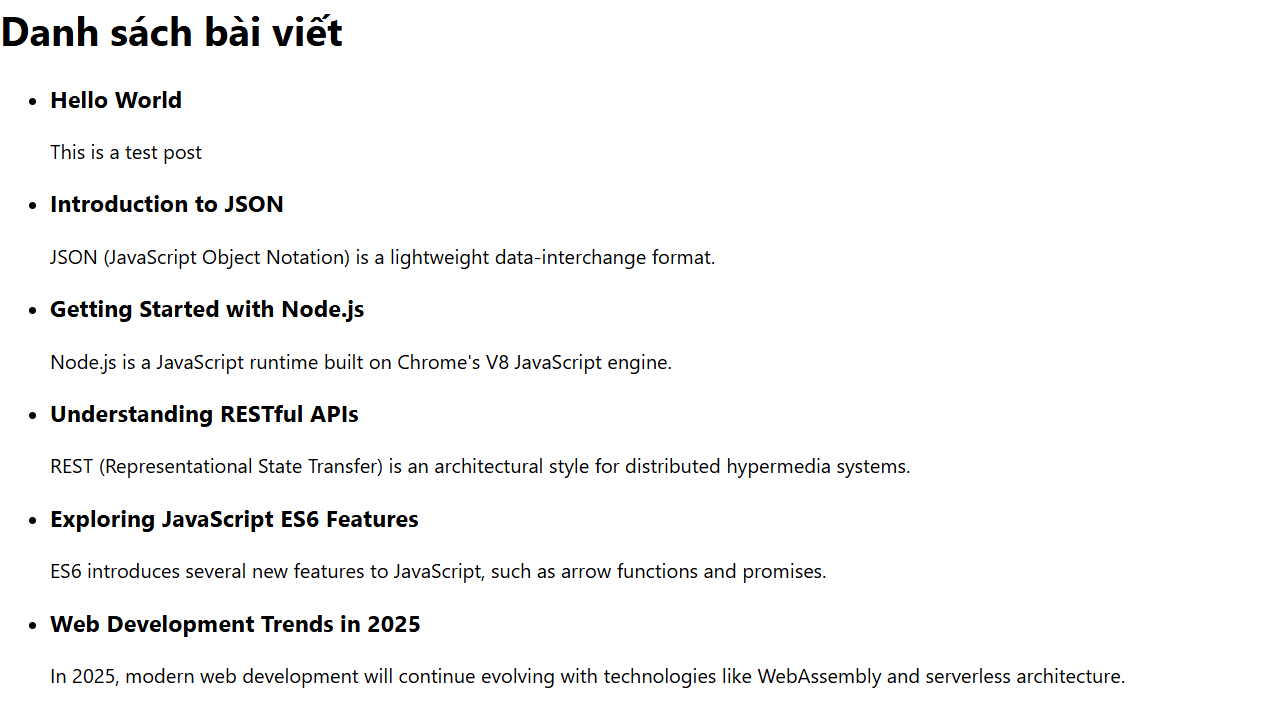 Danh sách bài viết
Hello World
This is a test post
Introduction to JSON
JSON (JavaScript Object Notation) is a lightweight data-interchange format.
Getting Started with Node.js
Node.js is a JavaScript runtime built on Chrome's V8 JavaScript engine.
Understanding RESTful APIs
REST (Representational State Transfer) is an architectural style for distributed hypermedia systems.
Exploring JavaScript ES6 Features
ES6 introduces several new features to JavaScript, such as arrow functions and promises.
Web Development Trends in 2025
In 2025, modern web development will continue evolving with technologies like WebAssembly and serverless architecture.